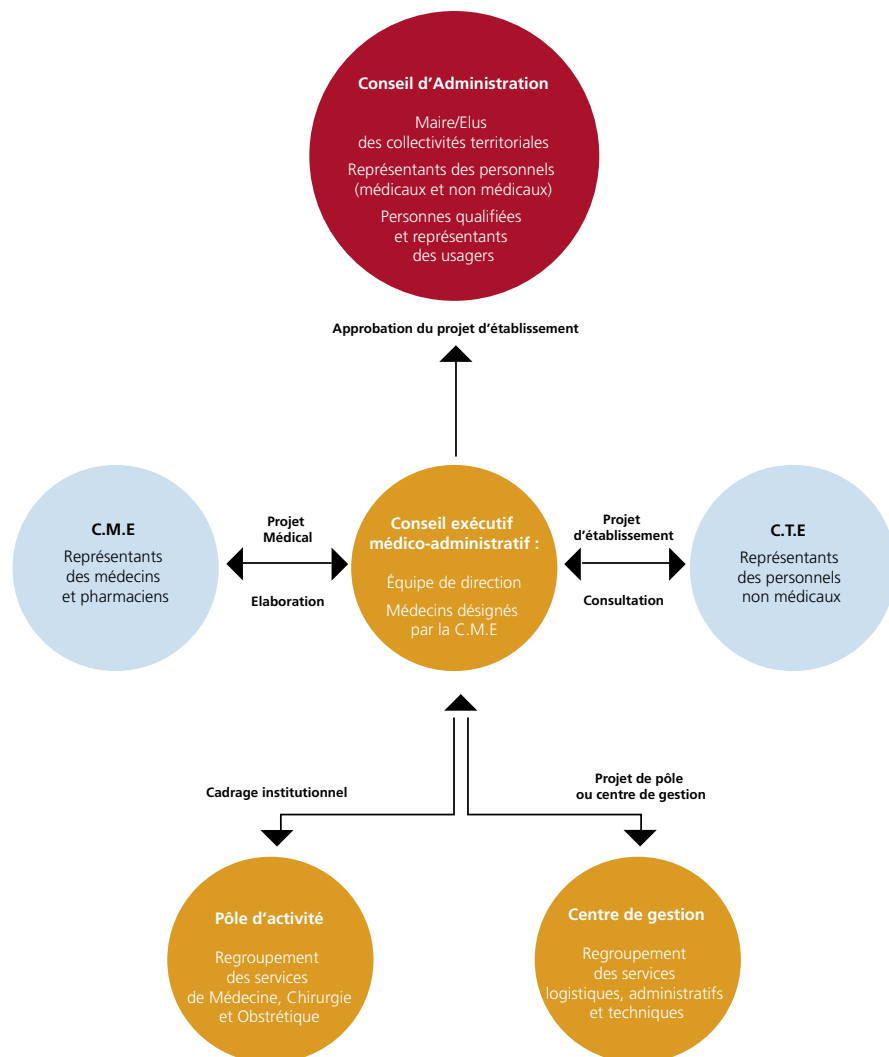 Conseil d’Administration
Maire/Elus
des collectivités territoriales
Représentants des personnels
(médicaux et non médicaux)
Personnes qualifiées
et représentants
des usagers
Approbation du projet d’établissement
C.M.E
Représentants
des médecins
et pharmaciens
Projet
Médical
Elaboration
Conseil exécutif
médico-administratif :
Équipe de direction
Médecins désignés
par la C.M.E
Projet
d’établissement
Consultation
C.T.E
Représentants
des personnels
non médicaux
Cadrage institutionnel
Projet de pôle
ou centre de gestion
Pôle d’activité
Regroupement
des services
de Médecine, Chirurgie
et Obstrétique
Centre de gestion
Regroupement
des services
logistiques, administratifs
et techniques